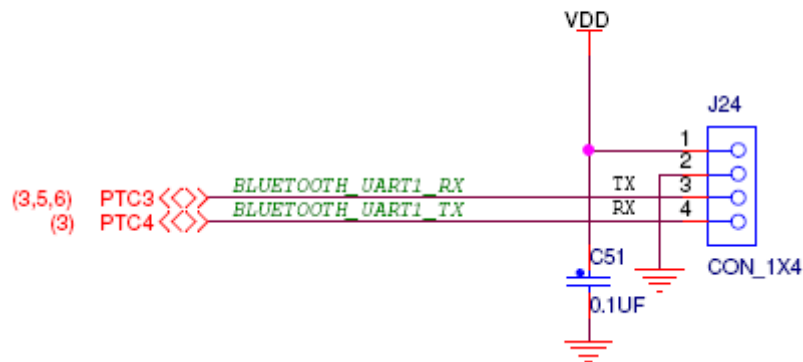 VDD
J24
1
2
(3,5,6) PTC3 BLUETOOTH_UART1_RX TX 3
(3) PTC4 BLUETOOTH_UART1_TX RX 4
C51
CON_1X4
0.1UF